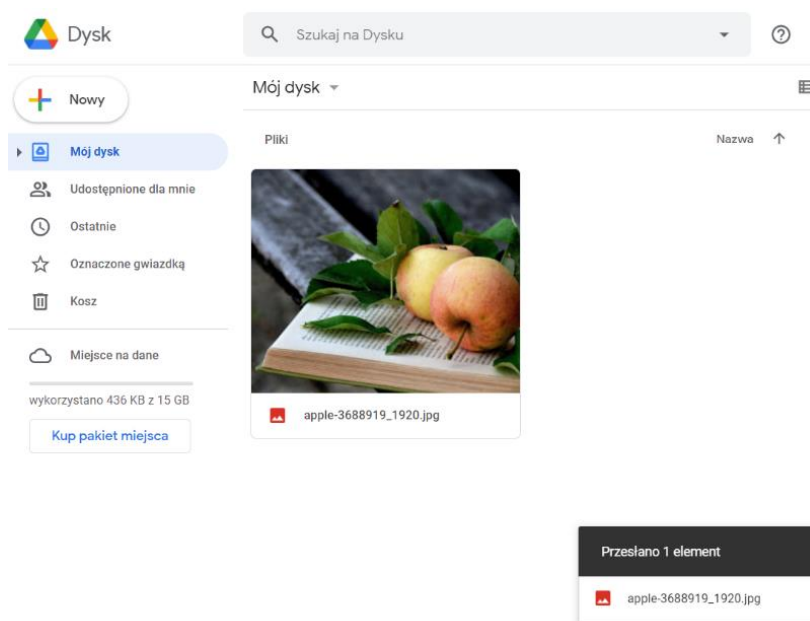 Dysk
Szukaj na Dysku
Nowy
Mój dysk
Udostępnione dla mnie
Ostatnie
Oznaczone gwiazdką
Kosz
Miejsce na dane
wykorzystano 436 KB z 15 GB
Kup pakiet miejsca
Mój dysk
Pliki
Nazwa
apple-3688919_1920.jpg
Przesłano 1 element
apple-3688919_1920.jpg